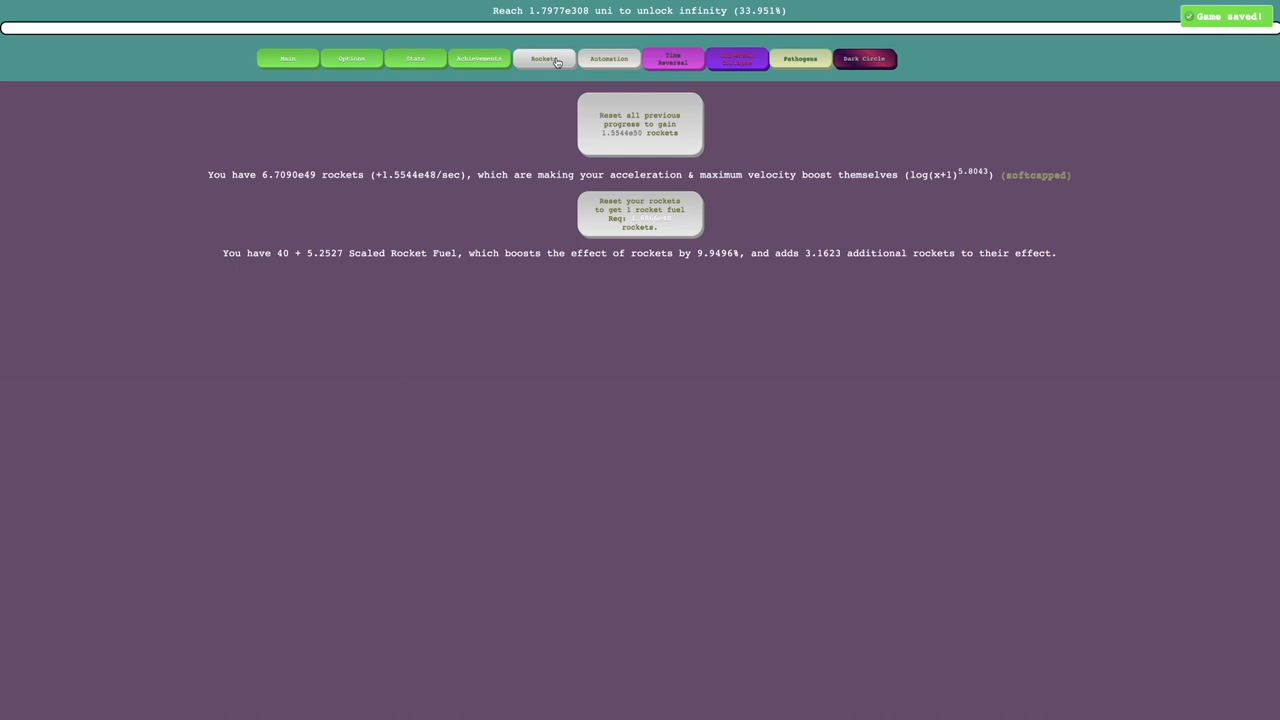 Reach 1.7977e308 uni to unlock infinity (33.951%)
Game saved!
Main
Options
Stats
Achievements
Rockets
Automation
Time
Reversal
Pathogens
Dark Circle
Reset all previous
progress to gain
1.5544e50 rockets
You have 6.7090e49 rockets (+1.5544e48/sec), which are making your acceleration & maximum velocity boost themselves (log(x+1)^5.8043) (softcapped)
Reset your rockets
to get 1 rocket fuel
Req:
rockets.
You have 40 + 5.2527 Scaled Rocket Fuel, which boosts the effect of rockets by 9.9496%, and adds 3.1623 additional rockets to their effect.